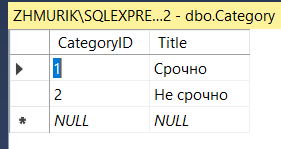 ZHMURIK\SQLEXPRE...2 - dbo.Category
CategoryID Title
1 Срочно
2 Не срочно
NULL NULL